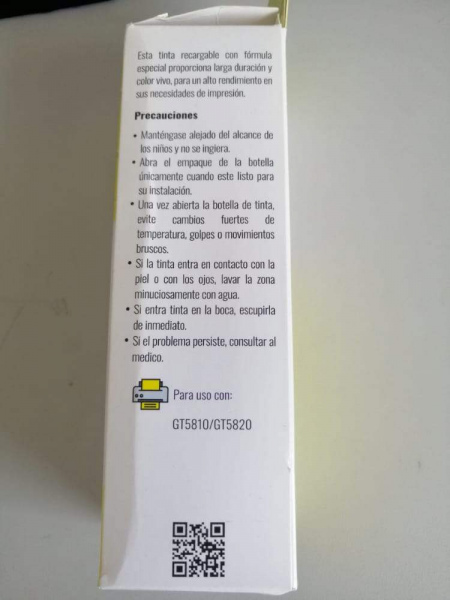 Esta tinta recargable con fórmula
especial proporciona larga duración y
color vivo, para un alto rendimiento en
sus necesidades de impresión.
Precauciones
• Manténgase alejado del alcance de
los niños y no se ingiera.
• Abra el empaque de la botella
únicamente cuando este listo para
su instalación.
• Una vez abierta la botella de tinta,
evite cambios fuertes de
temperatura, golpes o movimientos
bruscos.
• Si la tinta entra en contacto con la
piel o con los ojos, lavar la zona
minuciosamente con agua.
• Si entra tinta en la boca, escupirla
de inmediato.
• Si el problema persiste, consultar al
medico.
Para uso con:
GT5810/GT5820